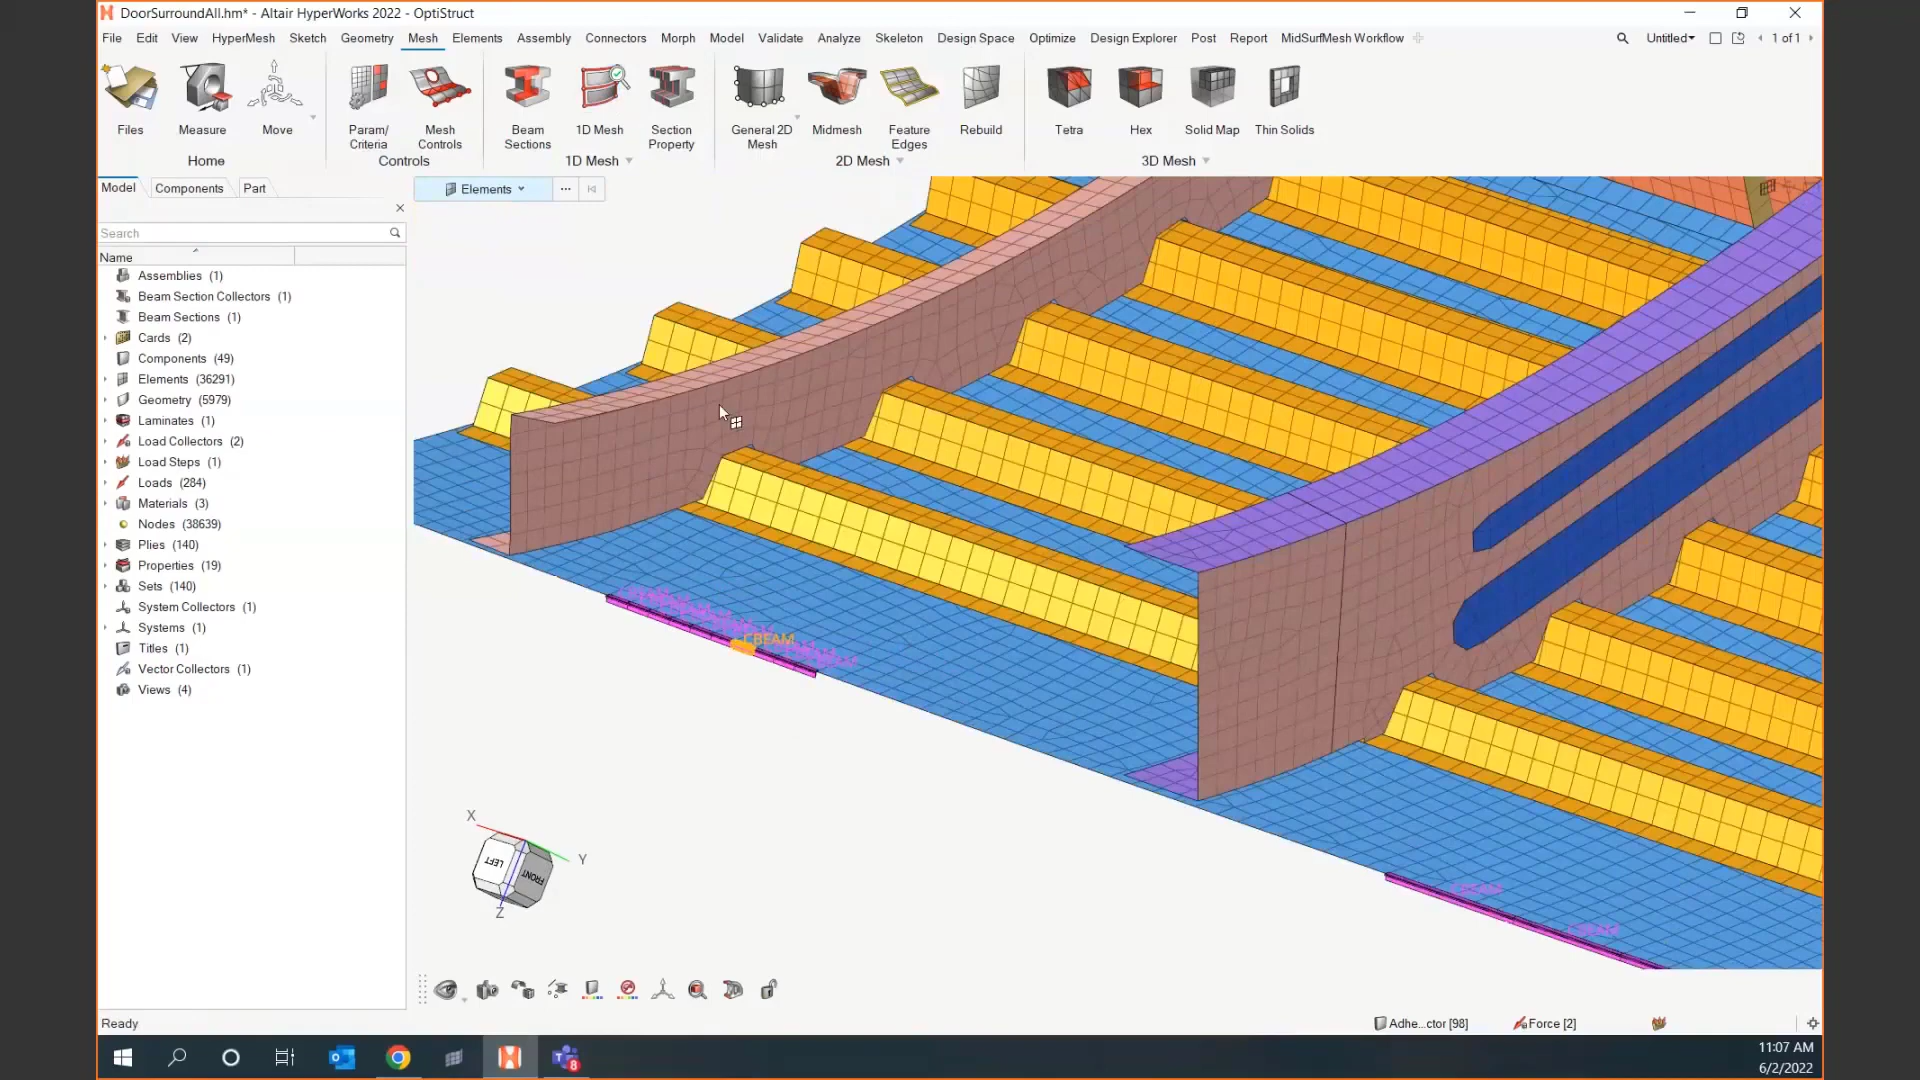 DoorSurroundAll.hm* - Altair HyperWorks 2022 - OptiStruct
File Edit View HyperMesh Sketch Geometry Mesh Elements Assembly Connectors Morph Model Validate Analyze Skeleton Design Space Optimize Design Explorer Post Report MidSurfMesh Workflow Untitled 1 of 1
Files Measure Move Param/ Criteria Mesh Controls Beam Sections 1D Mesh Section Property General 2D Mesh Midmesh Feature Edges Rebuild Tetra Hex Solid Map Thin Solids
Home Controls 1D Mesh 2D Mesh 3D Mesh
Model Components Part
Elements
Search
Name
Assemblies (1)
Beam Section Collectors (1)
Beam Sections (1)
Cards (2)
Components (49)
Elements (36291)
Geometry (5979)
Laminates (1)
Load Collectors (2)
Load Steps (1)
Loads (284)
Materials (3)
Nodes (38639)
Plies (140)
Properties (19)
Sets (140)
System Collectors (1)
Systems (1)
Titles (1)
Vector Collectors (1)
Views (4)
CBEAM
CBEAM
CBEAM
X
Y
LEFT
FRONT
Z
Ready
Adhe...ctor [98] Force [2]
8
11:07 AM
6/2/2022